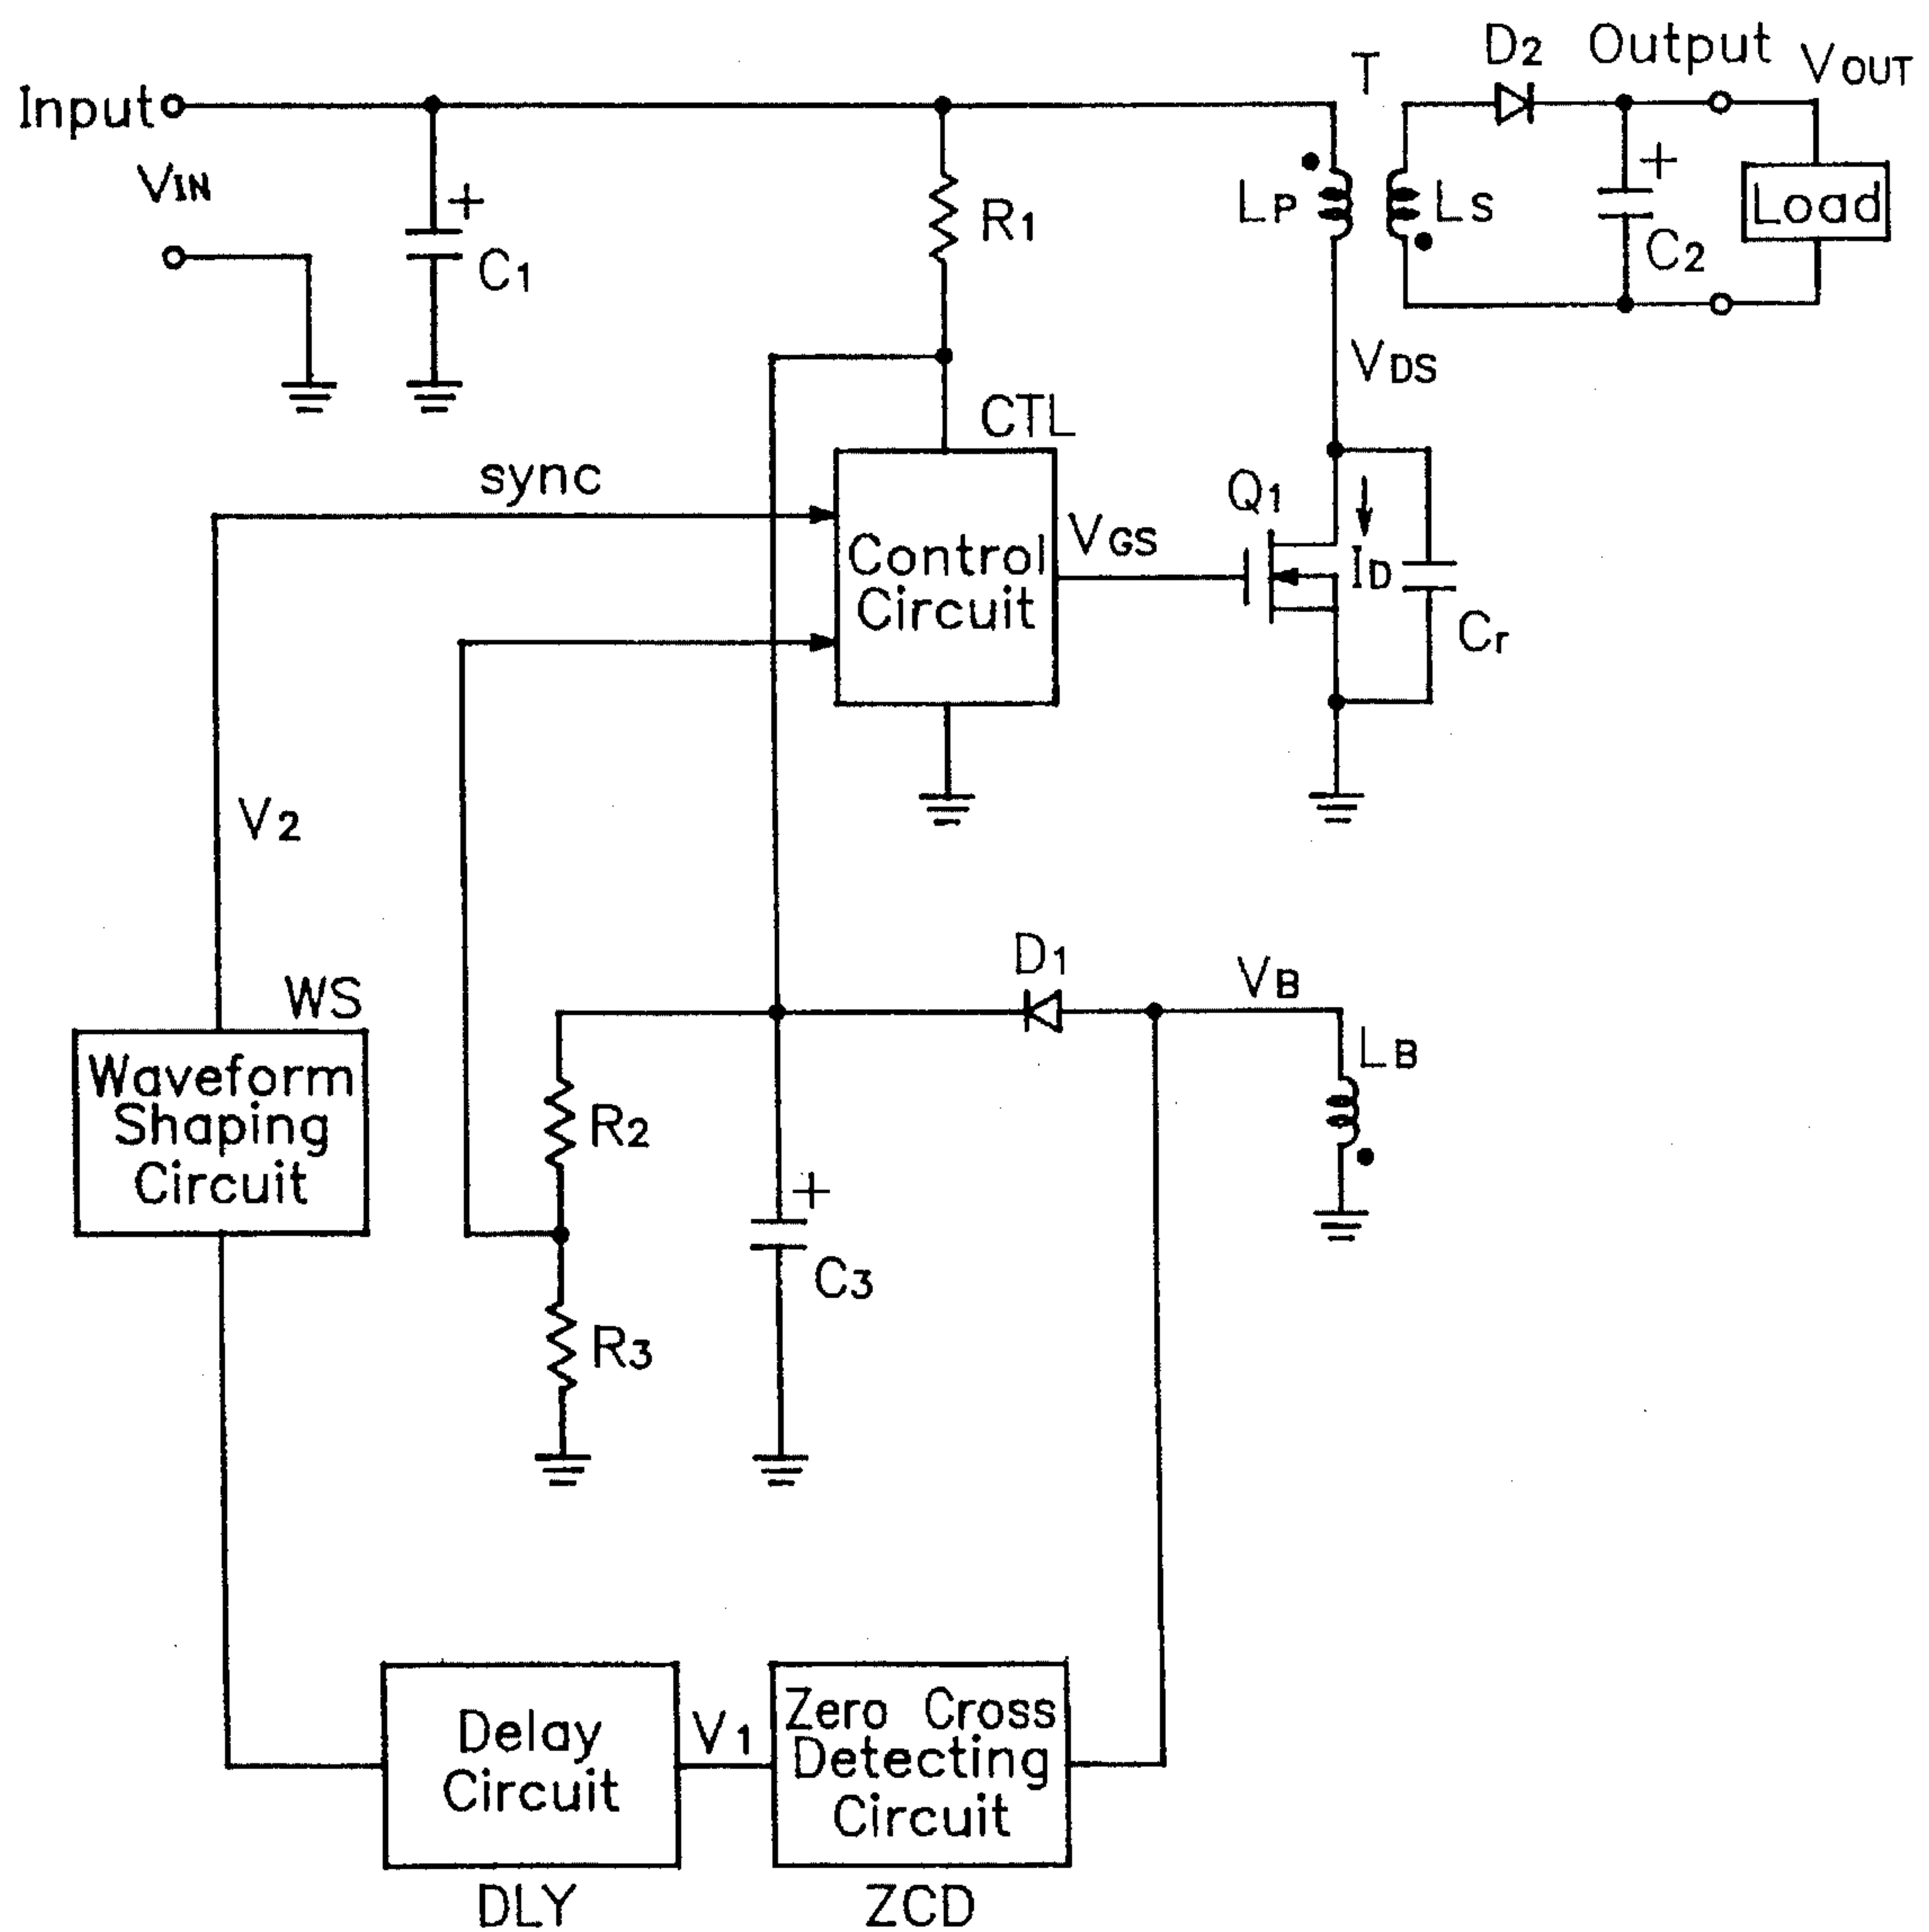 Input
VIN
C1
+
R1
T
LP
LS
D2
Output
VOUT
+
C2
Load
VDS
CTL
sync
Control
Circuit
VGS
Q1
ID
Cr
V2
WS
Waveform
Shaping
Circuit
D1
VB
LB
R2
+
C3
R3
Delay
Circuit
DLY
V1
Zero Cross
Detecting
Circuit
ZCD